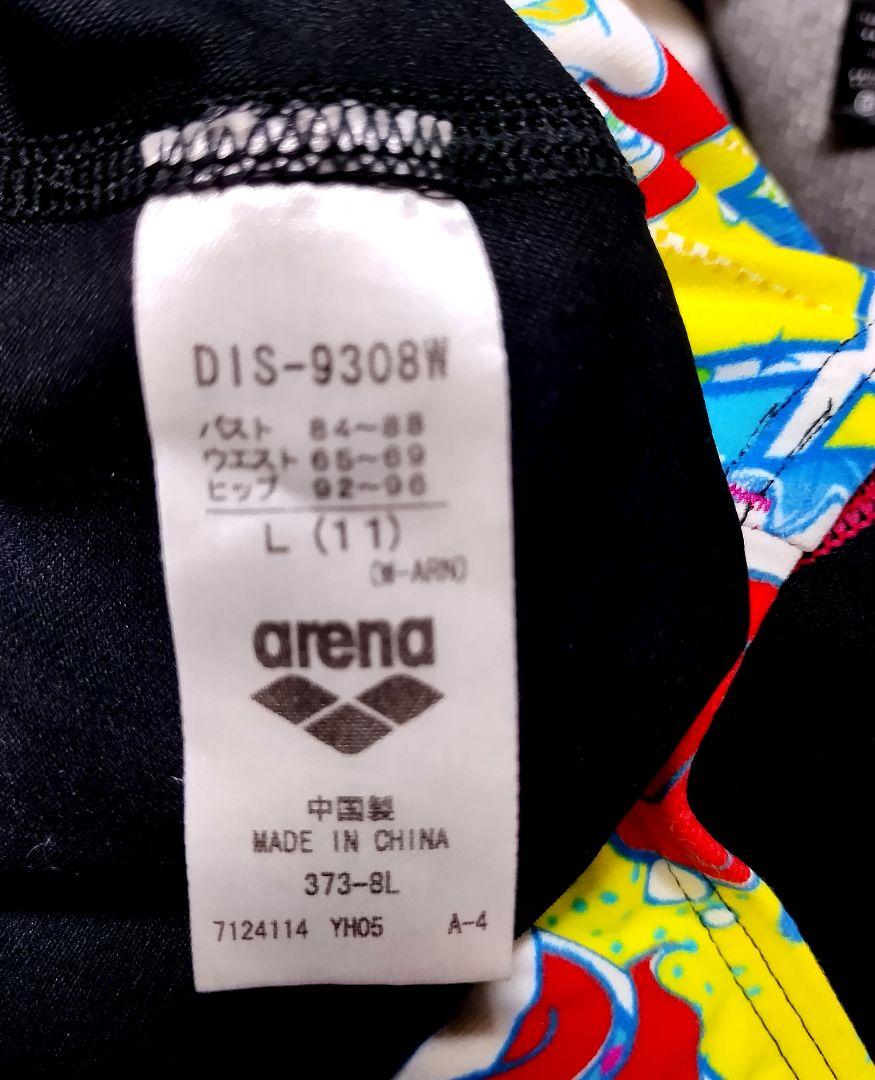 DIS-9308W
バスト 84~88
ウエスト 65~69
ヒップ 92~96
L (11)
(W-ARN)
arena
中国製
MADE IN CHINA
373-8L
7124114 YH05 A-4